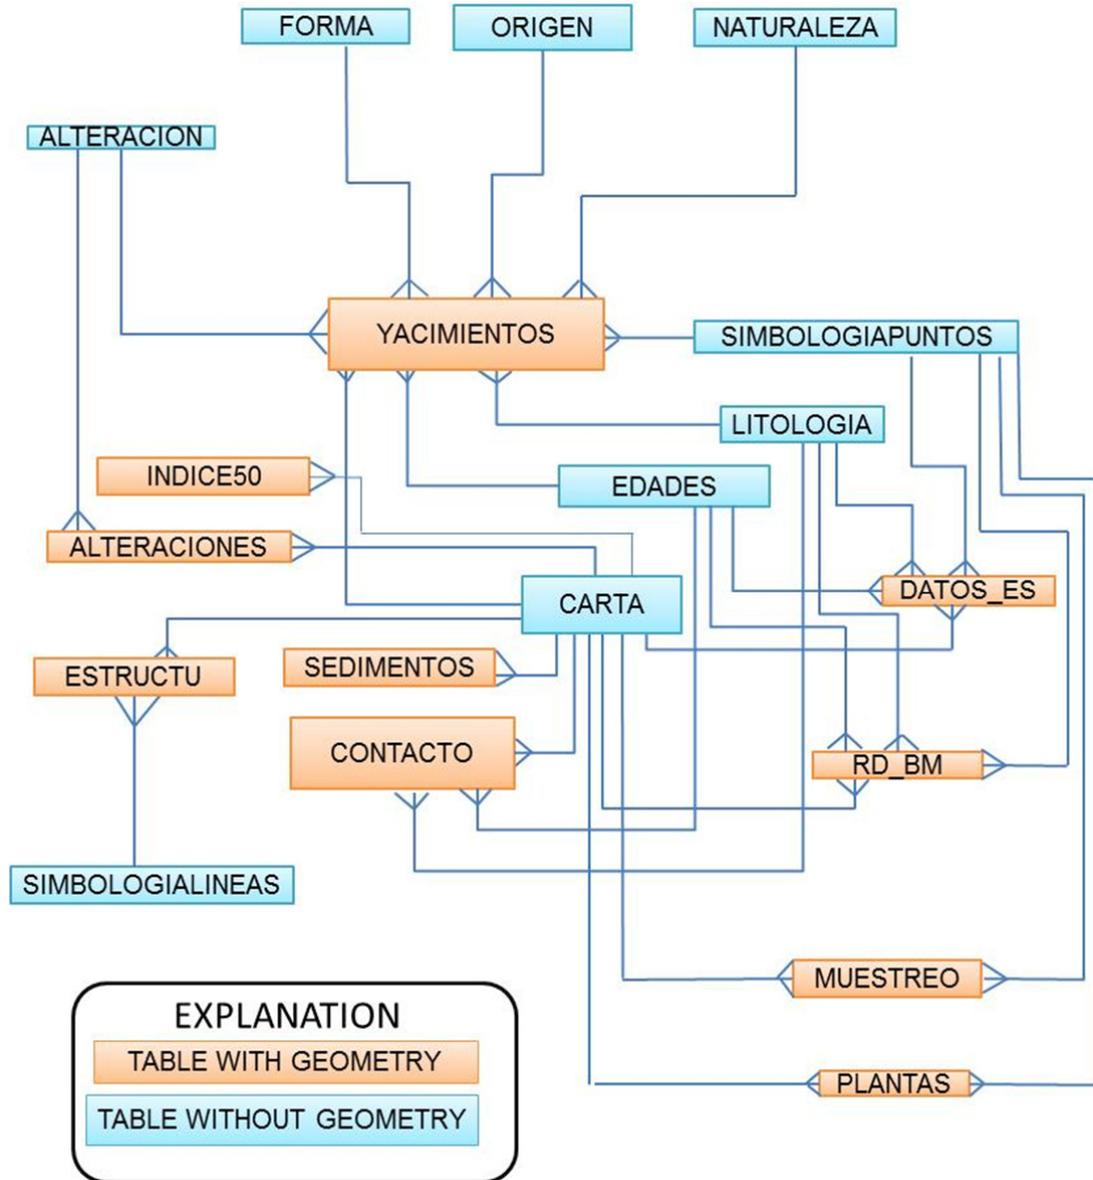 FORMA
ORIGEN
NATURALEZA
ALTERACION
YACIMIENTOS
SIMBOLOGIAPUNTOS
LITOLOGIA
INDICE50
EDADES
ALTERACIONES
CARTA
DATOS_ES
SEDIMENTOS
ESTRUCTU
CONTACTO
RD_BM
SIMBOLOGIALINEAS
MUESTREO
EXPLANATION
TABLE WITH GEOMETRY
PLANTAS
TABLE WITHOUT GEOMETRY